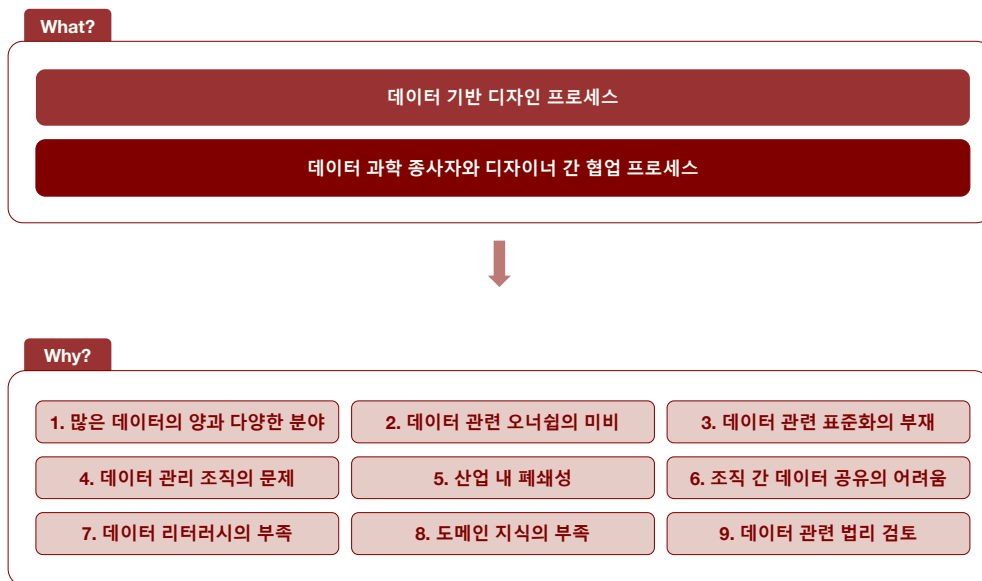 What?
데이터 기반 디자인 프로세스
데이터 과학 종사자와 디자이너 간 협업 프로세스
Why?
1. 많은 데이터의 양과 다양한 분야
2. 데이터 관련 오너쉽의 미비
3. 데이터 관련 표준화의 부재
4. 데이터 관리 조직의 문제
5. 산업 내 폐쇄성
6. 조직 간 데이터 공유의 어려움
7. 데이터 리터러시의 부족
8. 도메인 지식의 부족
9. 데이터 관련 법리 검토